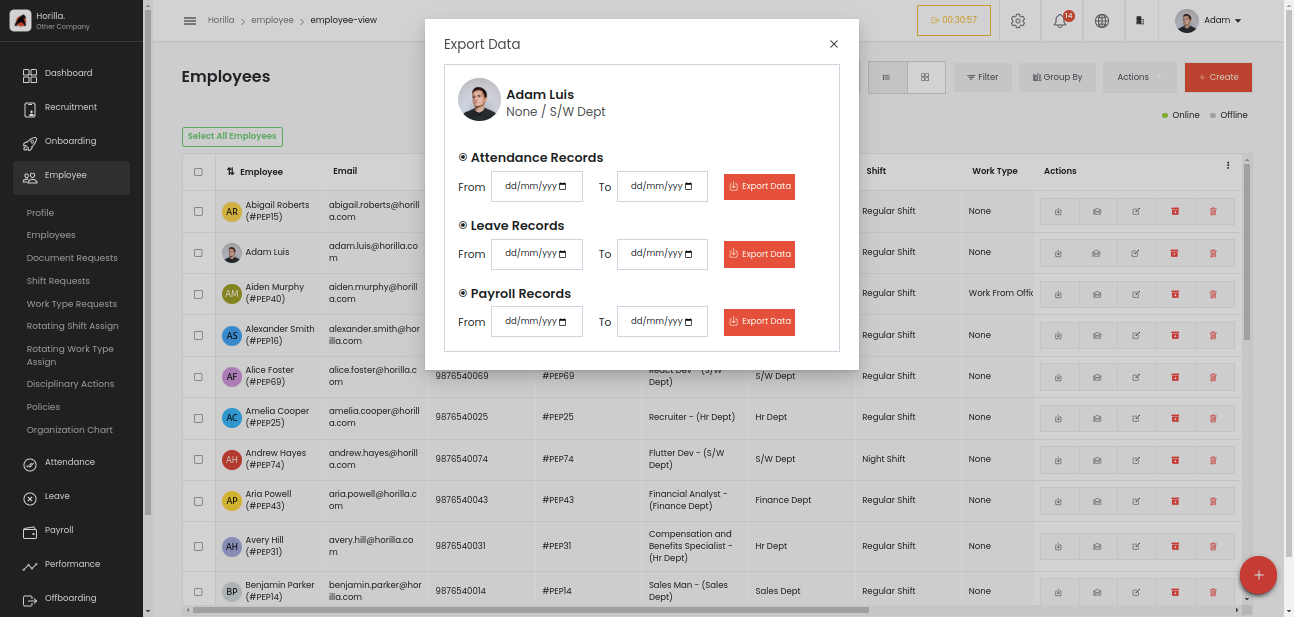 Horilla.
Other Company
Dashboard
Recruitment
Onboarding
Employee
Profile
Employees
Document Requests
Shift Requests
Work Type Requests
Rotating Shift Assign
Rotating Work Type
Assign
Disciplinary Actions
Policies
Organization Chart
Attendance
Leave
Payroll
Performance
Offboarding
Horilla > employee > employee-view
00:30:57
14
Adam
Employees
Filter
Group By
Actions
+ Create
Online
Offline
Select All Employees
Employee Email Shift Work Type Actions
AR Abigail Roberts (#PEP15) abigail.roberts@horilla.com Regular Shift None
Adam Luis adam.luis@horilla.com Regular Shift None
AM Aiden Murphy (#PEP40) aiden.murphy@horilla.com Regular Shift Work From Offic
AS Alexander Smith (#PEP16) alexander.smith@horilla.com Regular Shift None
AF Alice Foster (#PEP69) alice.foster@horilla.com 9876540069 #PEP69 React Dev - (S/W Dept) S/W Dept Regular Shift None
AC Amelia Cooper (#PEP25) amelia.cooper@horilla.com 9876540025 #PEP25 Recruiter - (Hr Dept) Hr Dept Regular Shift None
AH Andrew Hayes (#PEP74) andrew.hayes@horilla.com 9876540074 #PEP74 Flutter Dev - (S/W Dept) S/W Dept Night Shift None
AP Aria Powell (#PEP43) aria.powell@horilla.com 9876540043 #PEP43 Financial Analyst - (Finance Dept) Finance Dept Regular Shift None
AH Avery Hill (#PEP31) avery.hill@horilla.com 9876540031 #PEP31 Compensation and Benefits Specialist - (Hr Dept) Hr Dept Regular Shift None
BP Benjamin Parker (#PEP14) benjamin.parker@horilla.com 9876540014 #PEP14 Sales Man - (Sales Dept) Sales Dept Regular Shift None
Export Data
Adam Luis
None / S/W Dept
Attendance Records
From dd/mm/yyy To dd/mm/yyy Export Data
Leave Records
From dd/mm/yyy To dd/mm/yyy Export Data
Payroll Records
From dd/mm/yyy To dd/mm/yyy Export Data